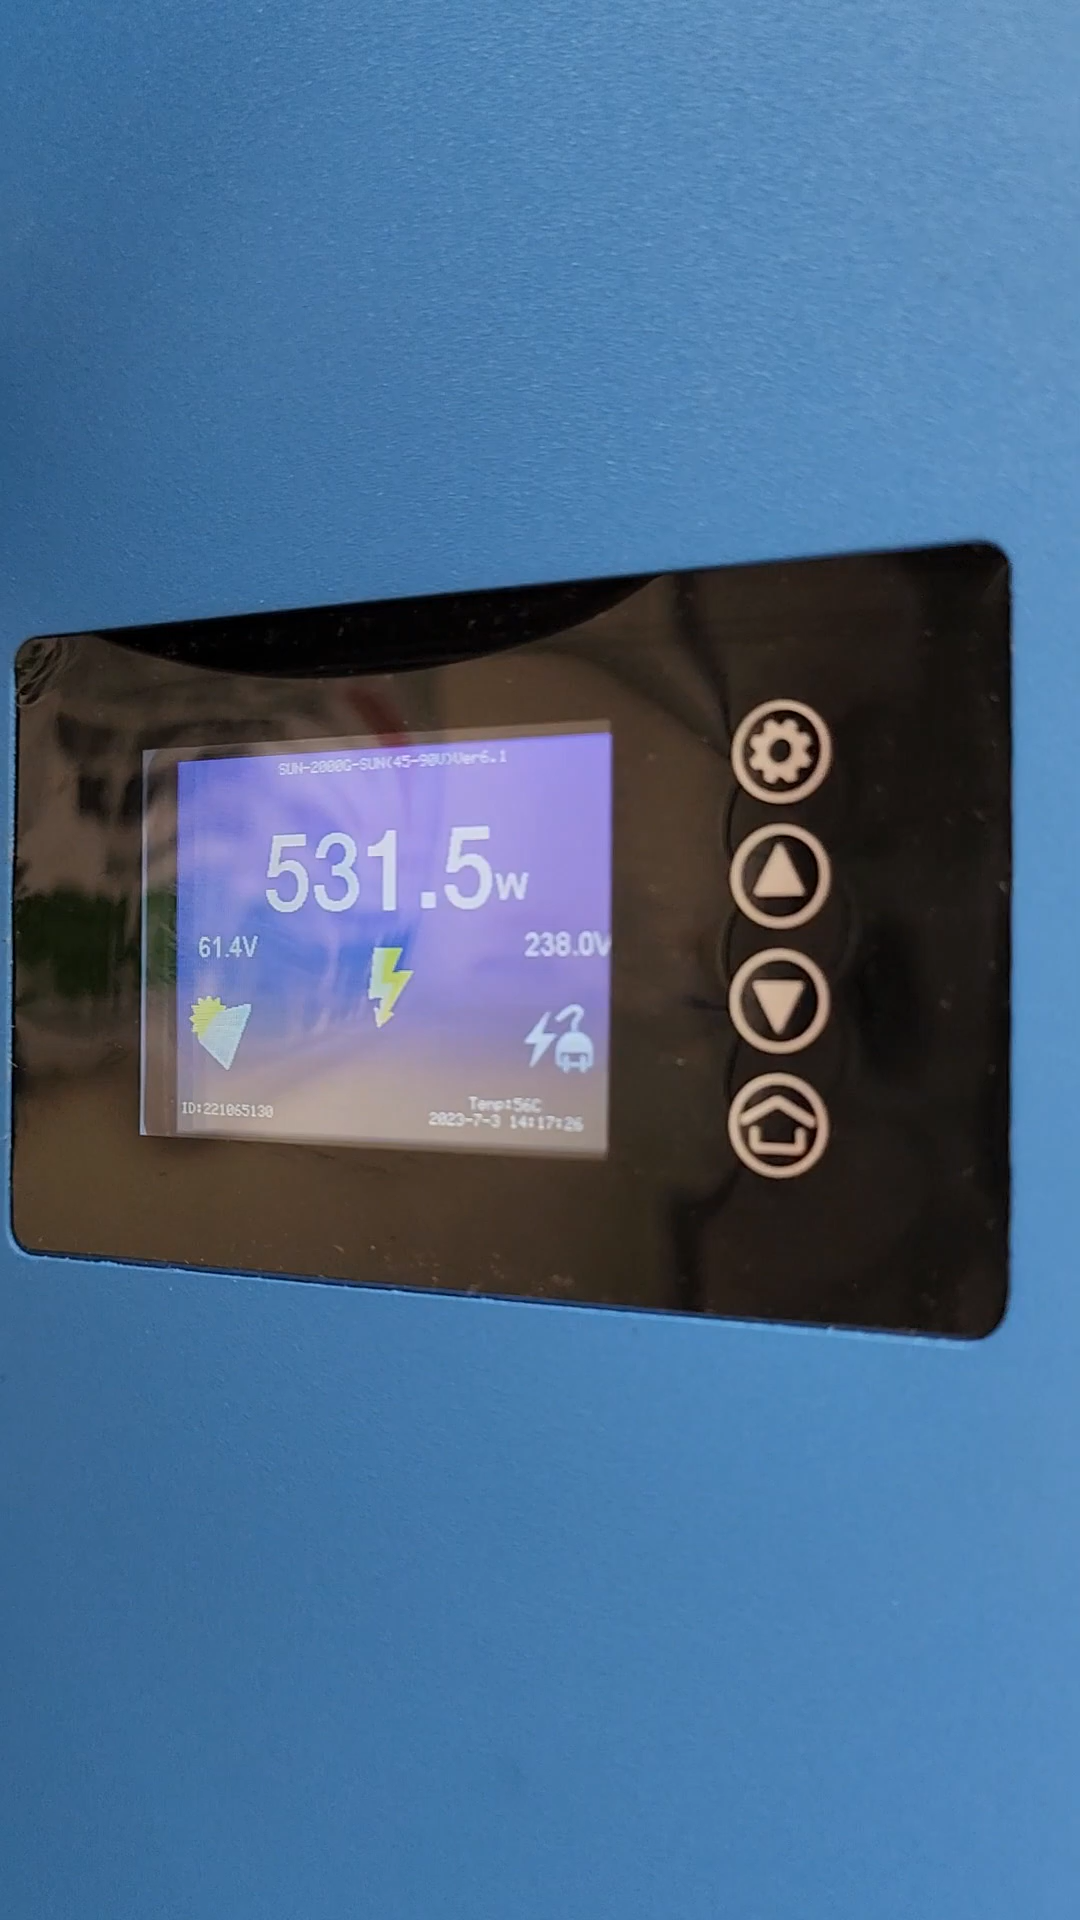 SUN-2000G-SUN(45-90V)Ver6.1
531.5w
61.4V
238.0V
ID:221065130
Temp:56C
2023-7-3 14:17:26